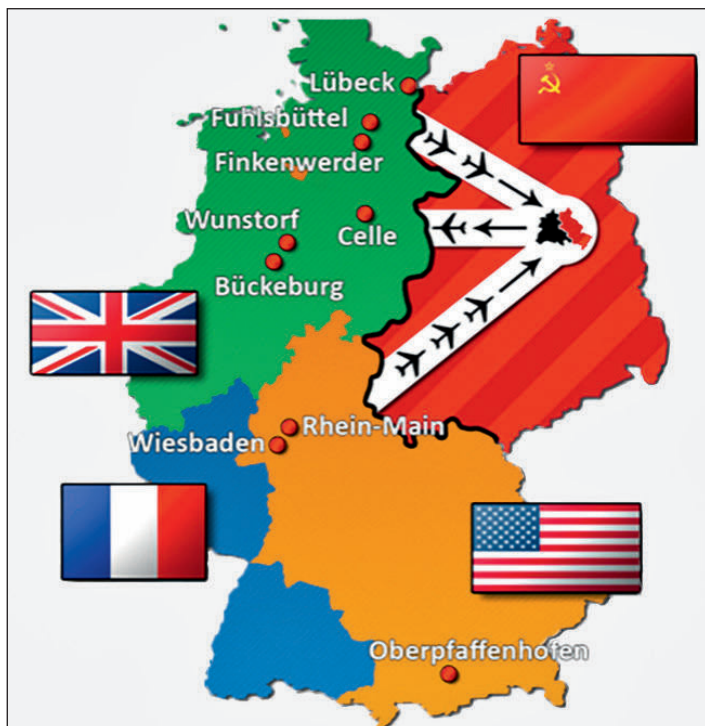 Lübeck
Fuhlsbüttel
Finkenwerder
Wunstorf
Celle
Bückeburg
Rhein-Main
Wiesbaden
Oberpfaffenhofen